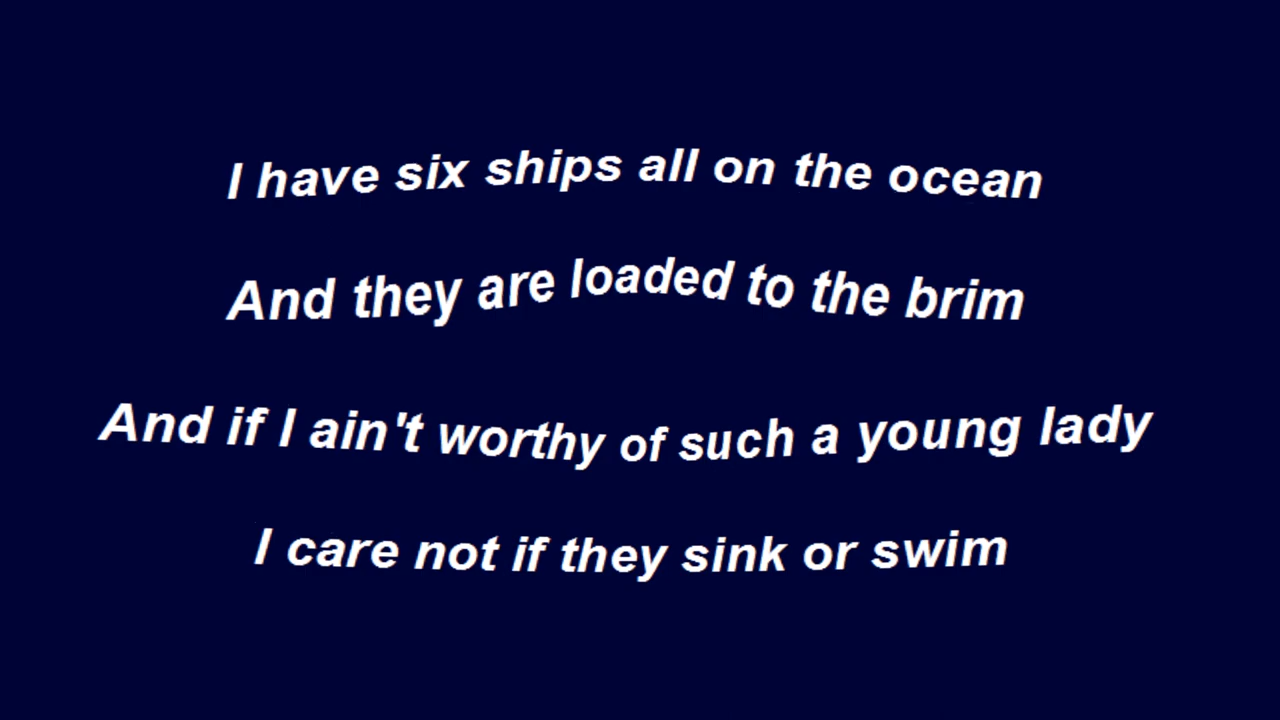 I have six ships all on the ocean
And they are loaded to the brim
And if I ain't worthy of such a young lady
I care not if they sink or swim